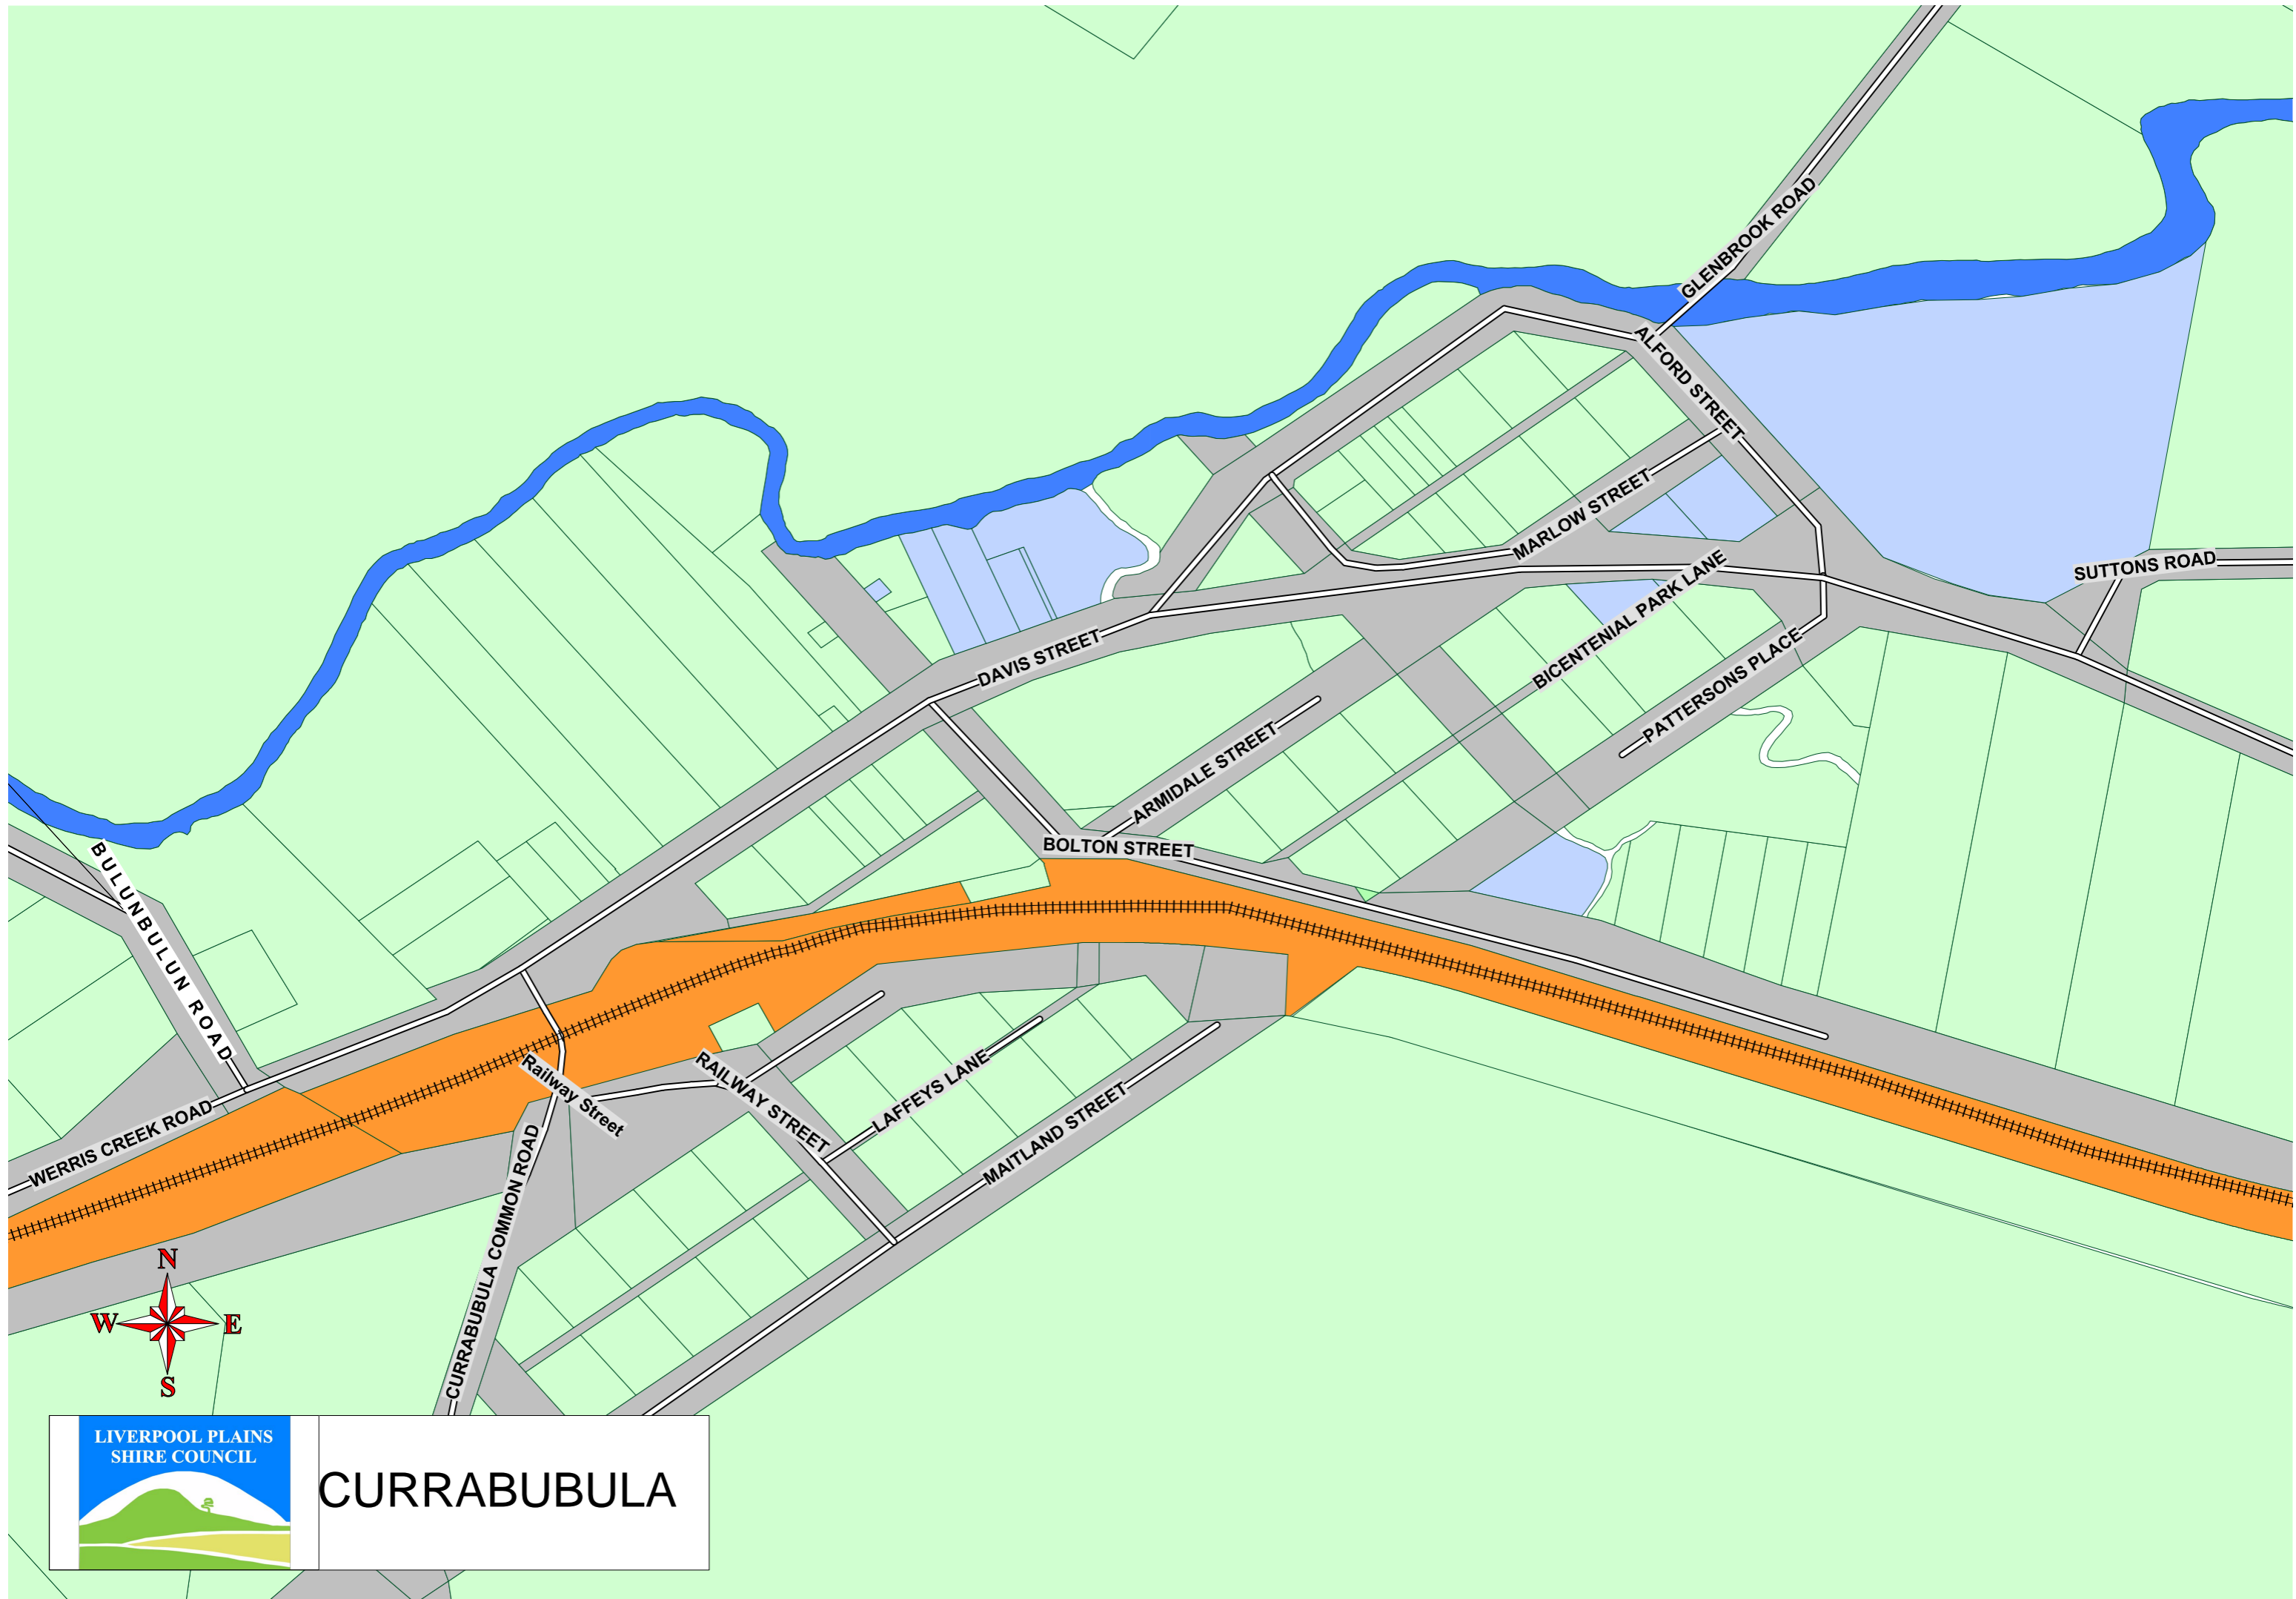 GLENBROOK ROAD
ALFORD STREET
MARLOW STREET
SUTTONS ROAD
BICENTENIAL PARK LANE
DAVIS STREET
PATTERSONS PLACE
ARMIDALE STREET
BOLTON STREET
BULUNBULUN ROAD
Railway Street
RAILWAY STREET
LAFFEYS LANE
WERRIS CREEK ROAD
MAITLAND STREET
CURRABUBULA COMMON ROAD
N
W
E
S
LIVERPOOL PLAINS
SHIRE COUNCIL
CURRABUBULA